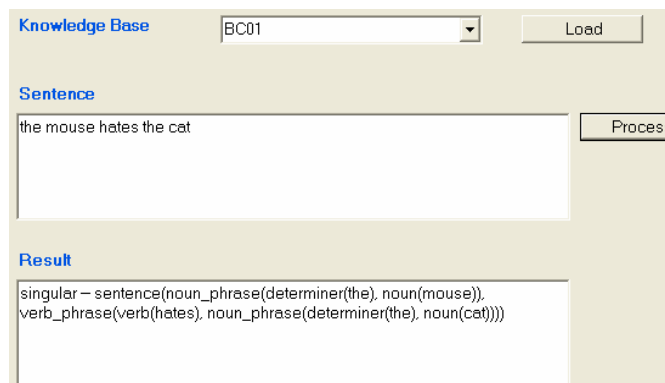 Knowledge Base BC01 Load
Sentence
the mouse hates the cat
Proces
Result
singular – sentence(noun_phrase(determiner(the), noun(mouse)),
verb_phrase(verb(hates), noun_phrase(determiner(the), noun(cat))))